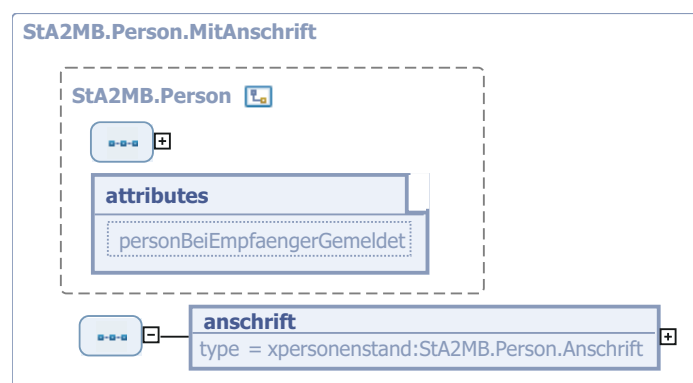 StA2MB.Person.MitAnschrift
StA2MB.Person
attributes
personBeiEmpfaengerGemeldet
anschrift
type = xpersonenstand:StA2MB.Person.Anschrift